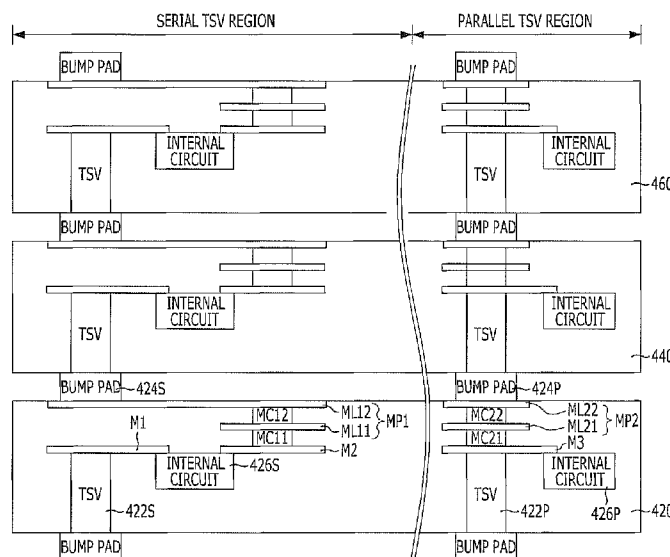 SERIAL TSV REGION
PARALLEL TSV REGION
BUMP PAD
BUMP PAD
INTERNAL
CIRCUIT
TSV
TSV
INTERNAL
CIRCUIT
460
BUMP PAD
BUMP PAD
INTERNAL
CIRCUIT
TSV
TSV
INTERNAL
CIRCUIT
440
BUMP PAD
424S
BUMP PAD
424P
M1
MC12
MC11
ML12
ML11
MP1
M2
MC22
MC21
ML22
ML21
MP2
M3
INTERNAL
CIRCUIT
426S
TSV
422S
TSV
422P
INTERNAL
CIRCUIT
426P
420
BUMP PAD
BUMP PAD